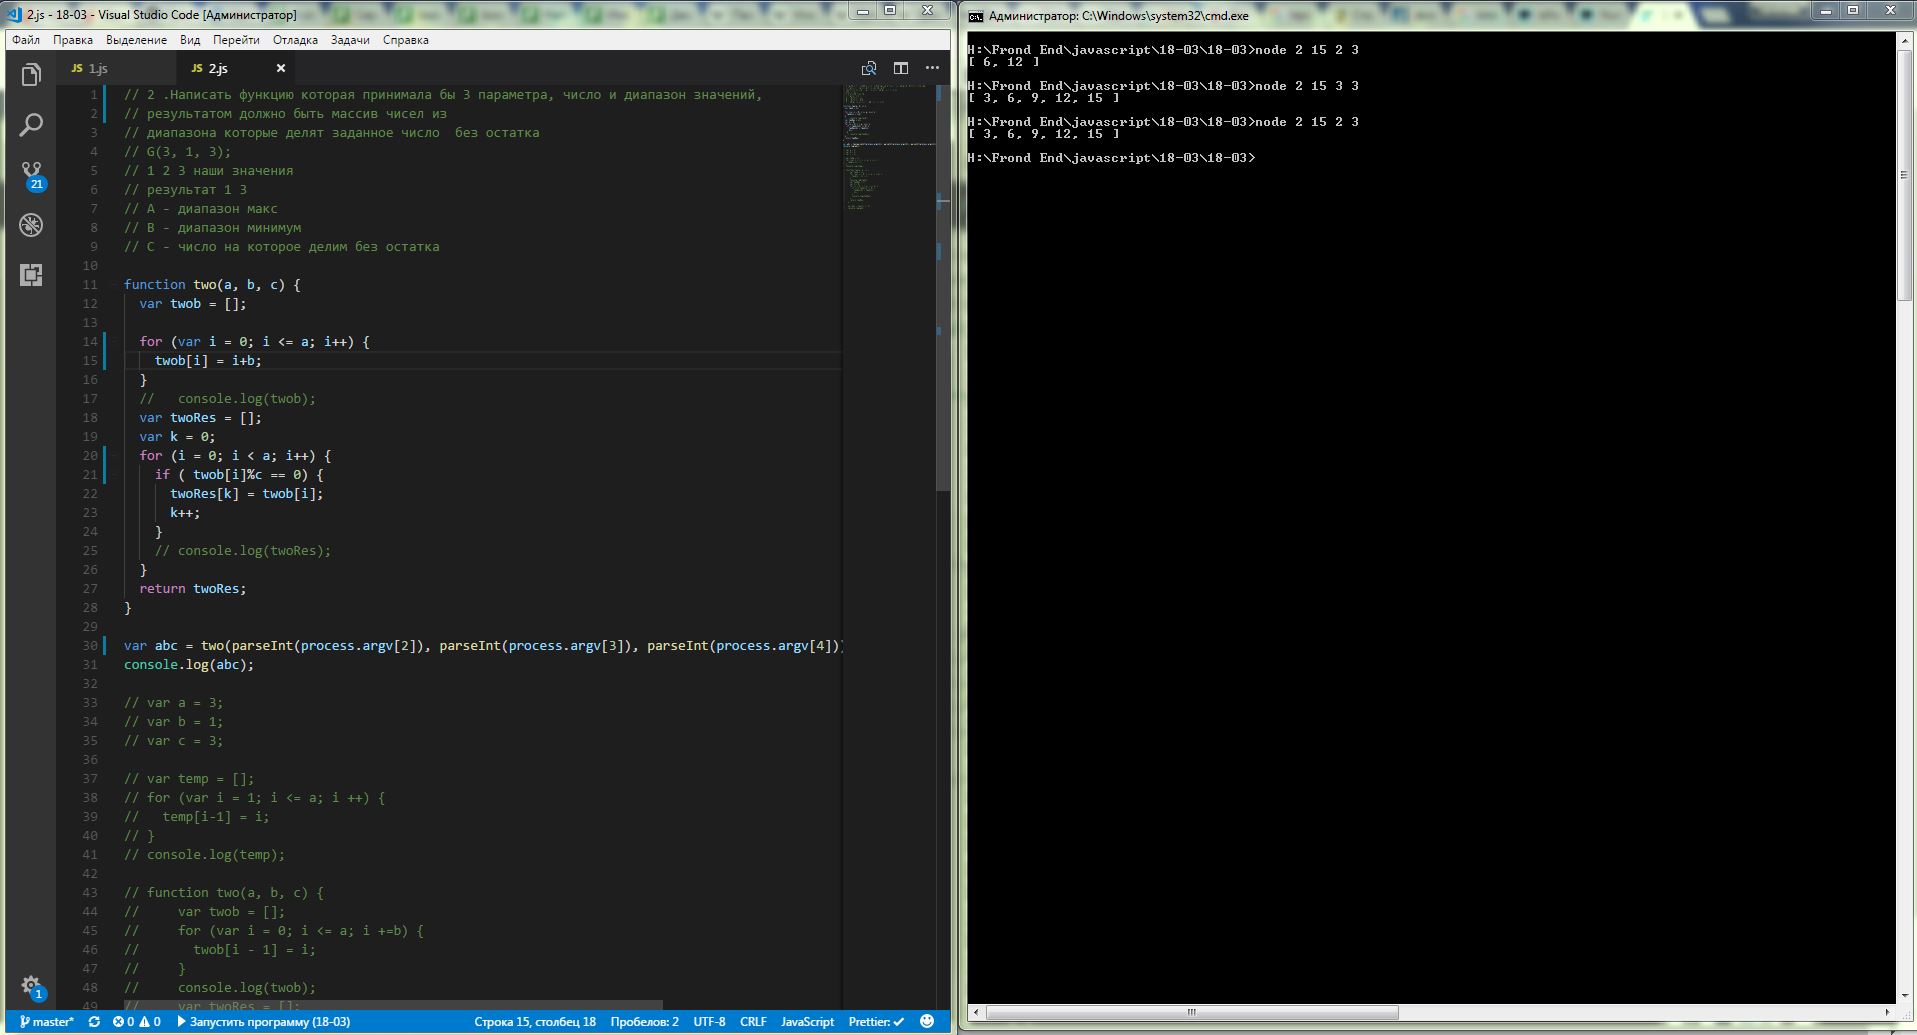 2.js - 18-03 - Visual Studio Code [Администратор]
Файл Правка Выделение Вид Перейти Отладка Задачи Справка
JS 1.js JS 2.js
21
1 // 2 .Написать функцию которая принимала бы 3 параметра, число и диапазон значений,
2 // результатом должно быть массив чисел из
3 // диапазона которые делят заданное число  без остатка
4 // G(3, 1, 3);
5 // 1 2 3 наши значения
6 // результат 1 3
7 // А - диапазон макс
8 // В - диапазон минимум
9 // С - число на которое делим без остатка
10
11 function two(a, b, c) {
12   var twob = [];
13
14   for (var i = 0; i <= a; i++) {
15     twob[i] = i+b;
16   }
17   //   console.log(twob);
18   var twoRes = [];
19   var k = 0;
20   for (i = 0; i < a; i++) {
21     if ( twob[i]%c == 0) {
22       twoRes[k] = twob[i];
23       k++;
24     }
25     // console.log(twoRes);
26   }
27   return twoRes;
28 }
29
30 var abc = two(parseInt(process.argv[2]), parseInt(process.argv[3]), parseInt(process.argv[4]))
31 console.log(abc);
32
33 // var a = 3;
34 // var b = 1;
35 // var c = 3;
36
37 // var temp = [];
38 // for (var i = 1; i <= a; i ++) {
39 //   temp[i-1] = i;
40 // }
41 // console.log(temp);
42
43 // function two(a, b, c) {
44 //     var twob = [];
45 //     for (var i = 0; i <= a; i +=b) {
46 //       twob[i - 1] = i;
47 //     }
48 //     console.log(twob);
49 //     var twoRes = [];
1
master* 0 0 Запустить программу (18-03) Строка 15, столбец 18 Пробелов: 2 UTF-8 CRLF JavaScript Prettier: ✓
Администратор: C:\Windows\system32\cmd.exe
H:\Frond End\javascript\18-03\18-03>node 2 15 2 3
[ 6, 12 ]
H:\Frond End\javascript\18-03\18-03>node 2 15 3 3
[ 3, 6, 9, 12, 15 ]
H:\Frond End\javascript\18-03\18-03>node 2 15 2 3
[ 3, 6, 9, 12, 15 ]
H:\Frond End\javascript\18-03\18-03>